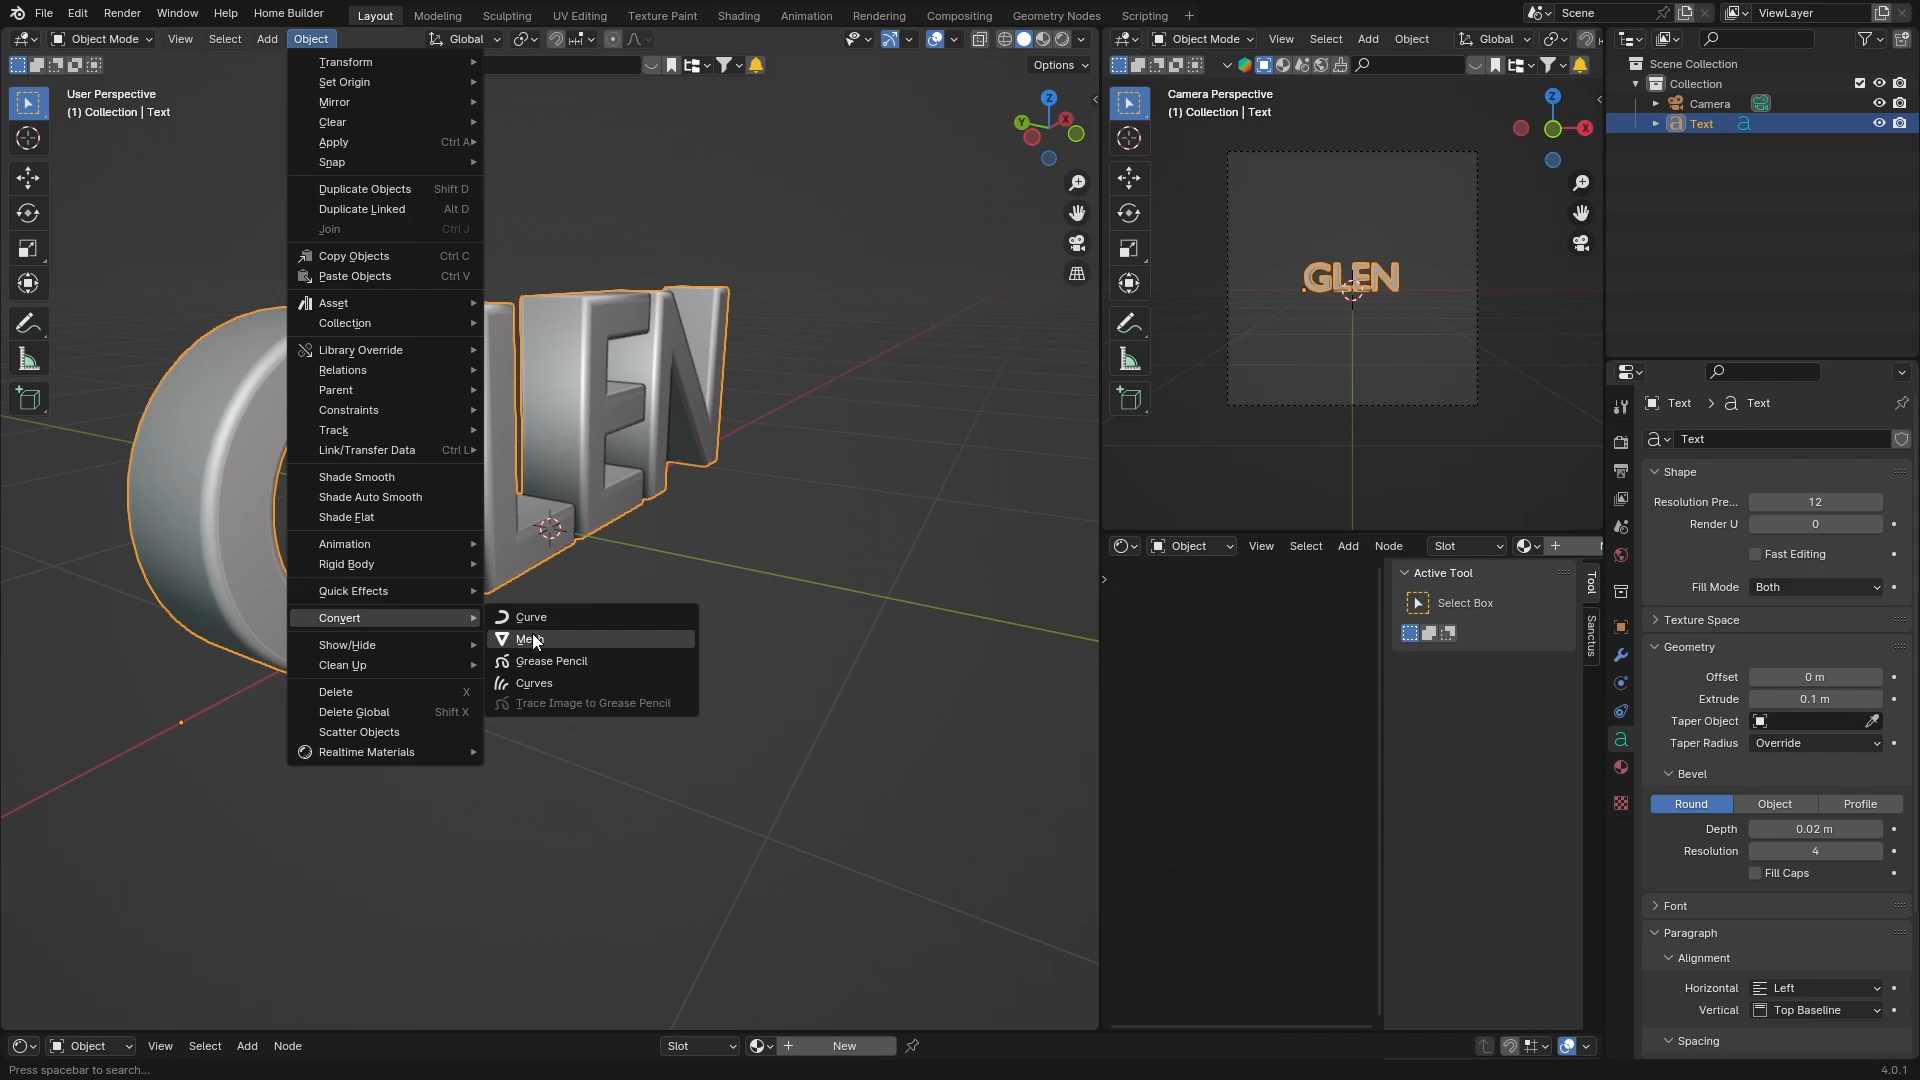 File Edit Render Window Help Home Builder Layout Modeling Sculpting UV Editing Texture Paint Shading Animation Rendering Compositing Geometry Nodes Scripting + Scene ViewLayer
Object Mode View Select Add Object Global
Options
User Perspective
(1) Collection | Text
Transform
Set Origin
Mirror
Clear
Apply Ctrl A
Snap
Duplicate Objects Shift D
Duplicate Linked Alt D
Join Ctrl J
Copy Objects Ctrl C
Paste Objects Ctrl V
Asset
Collection
Library Override
Relations
Parent
Constraints
Track
Link/Transfer Data Ctrl L
Shade Smooth
Shade Auto Smooth
Shade Flat
Animation
Rigid Body
Quick Effects
Convert
Show/Hide
Clean Up
Delete X
Delete Global Shift X
Scatter Objects
Realtime Materials
Curve
Mesh
Grease Pencil
Curves
Trace Image to Grease Pencil
LEN
Z
Y
X
Object Mode View Select Add Object Global
Camera Perspective
(1) Collection | Text
Z
X
GLEN
Object View Select Add Node Slot
Active Tool
Select Box
Tool
Sanctus
Scene Collection
Collection
Camera
Text
Text > Text
Text
Shape
Resolution Pre... 12
Render U 0
Fast Editing
Fill Mode Both
Texture Space
Geometry
Offset 0 m
Extrude 0.1 m
Taper Object
Taper Radius Override
Bevel
Round Object Profile
Depth 0.02 m
Resolution 4
Fill Caps
Font
Paragraph
Alignment
Horizontal Left
Vertical Top Baseline
Spacing
Object View Select Add Node Slot New
Press spacebar to search...
4.0.1